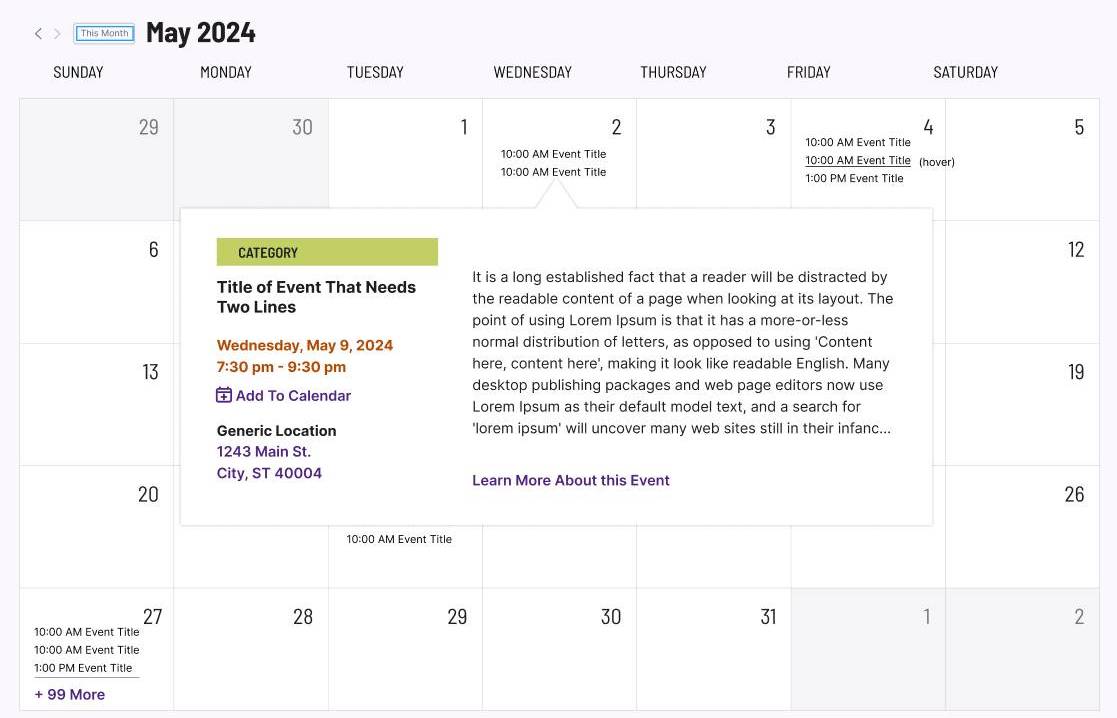 This Month May 2024
SUNDAY MONDAY TUESDAY WEDNESDAY THURSDAY FRIDAY SATURDAY
29 30 1 2 3 4 5
10:00 AM Event Title
10:00 AM Event Title
10:00 AM Event Title
10:00 AM Event Title (hover)
1:00 PM Event Title
6 12
CATEGORY
Title of Event That Needs
Two Lines
Wednesday, May 9, 2024
7:30 pm - 9:30 pm
Add To Calendar
Generic Location
1243 Main St.
City, ST 40004
It is a long established fact that a reader will be distracted by
the readable content of a page when looking at its layout. The
point of using Lorem Ipsum is that it has a more-or-less
normal distribution of letters, as opposed to using 'Content
here, content here', making it look like readable English. Many
desktop publishing packages and web page editors now use
Lorem Ipsum as their default model text, and a search for
'lorem ipsum' will uncover many web sites still in their infanc...
Learn More About this Event
13 19
20 26
10:00 AM Event Title
27 28 29 30 31 1 2
10:00 AM Event Title
10:00 AM Event Title
1:00 PM Event Title
+ 99 More